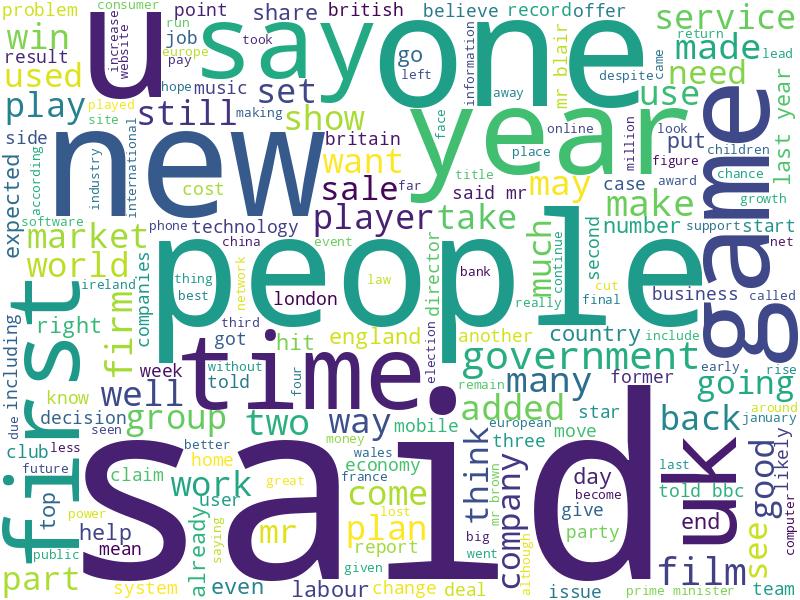 problem
win
result
used
play
u
increase
website
say
job
run
europe
pay
point
british
share
hope
music
took
set
believe
record
offer
one
go
left
information
despite
came
mr blair
service
consumer
return
lead
made
need
use
played
site
making
still
show
britain
want
face
away
online
million
look
put
children
last year
side
according
industry
international
new
cost
sale
far
year
title
place
said mr
may
case
figure
award
chance
growth
game
expected
software
phone
technology
china
event
player
take
much
make
number
support
start
net
market
world
ireland
companies
people
thing
best
network
london
law
bank
director
really
continue
second
cut
final
business
called
including
first
right
firm
third
got
hit
england
another
country
include
early
rise
due
time
without
told
four
election
government
remain
many
former
going
know
week
well
decision
seen
group
two
way
mobile
added
european
star
three
move
back
around
january
club
less
future
top
said
better
home
money
wales
economy
france
think
company
day
become
give
party
uk
last
told bbc
good
likely
computer
claim
work
user
great
lost
come
power
help
mean
already
saying
mr
plan
report
big
went
mr brown
although
end
see
public
part
system
even
labour
given
change
deal
issue
film
prime minister
team